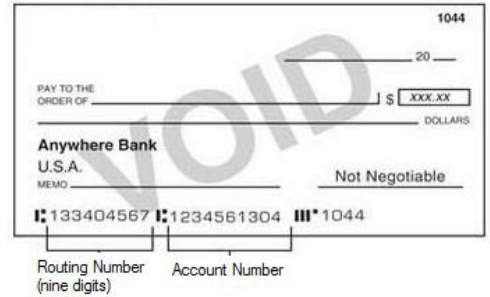 1044
20
VOID
PAY TO THE
ORDER OF $ XXX.XX
DOLLARS
Anywhere Bank
U.S.A.
MEMO Not Negotiable
⑆133404567 ⑆1234561304 ⑈1044
Routing Number Account Number
(nine digits)